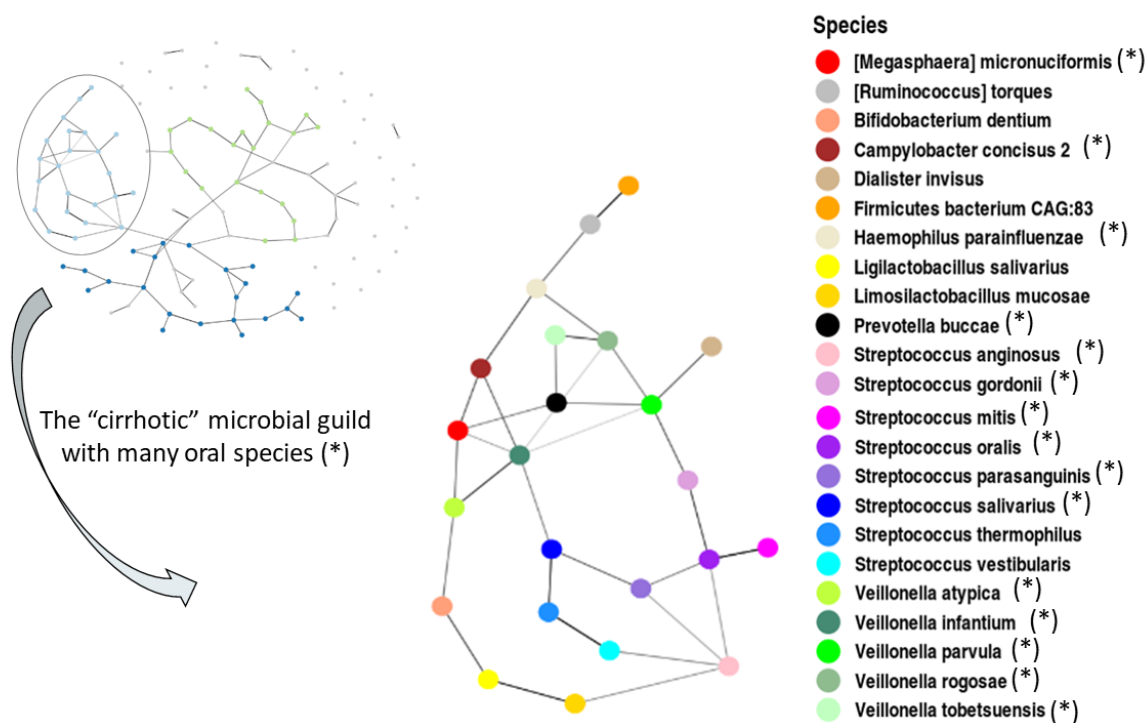 Species
[Megasphaera] micronuciformis (*)
[Ruminococcus] torques
Bifidobacterium dentium
Campylobacter concisus 2 (*)
Dialister invisus
Firmicutes bacterium CAG:83
Haemophilus parainfluenzae (*)
Ligilactobacillus salivarius
Limosilactobacillus mucosae
Prevotella buccae (*)
Streptococcus anginosus (*)
Streptococcus gordonii (*)
Streptococcus mitis (*)
Streptococcus oralis (*)
Streptococcus parasanguinis (*)
Streptococcus salivarius (*)
Streptococcus thermophilus
Streptococcus vestibularis
Veillonella atypica (*)
Veillonella infantium (*)
Veillonella parvula (*)
Veillonella rogosae (*)
Veillonella tobetsuensis (*)
The “cirrhotic” microbial guild
with many oral species (*)